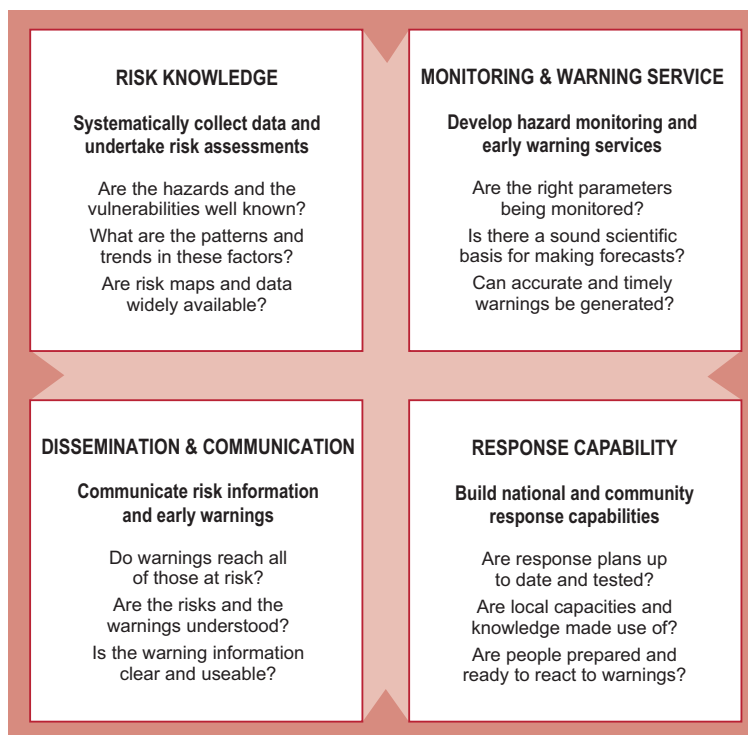 RISK KNOWLEDGE
Systematically collect data and
undertake risk assessments
Are the hazards and the
vulnerabilities well known?
What are the patterns and
trends in these factors?
Are risk maps and data
widely available?
MONITORING & WARNING SERVICE
Develop hazard monitoring and
early warning services
Are the right parameters
being monitored?
Is there a sound scientific
basis for making forecasts?
Can accurate and timely
warnings be generated?
DISSEMINATION & COMMUNICATION
Communicate risk information
and early warnings
Do warnings reach all
of those at risk?
Are the risks and the
warnings understood?
Is the warning information
clear and useable?
RESPONSE CAPABILITY
Build national and community
response capabilities
Are response plans up
to date and tested?
Are local capacities and
knowledge made use of?
Are people prepared and
ready to react to warnings?